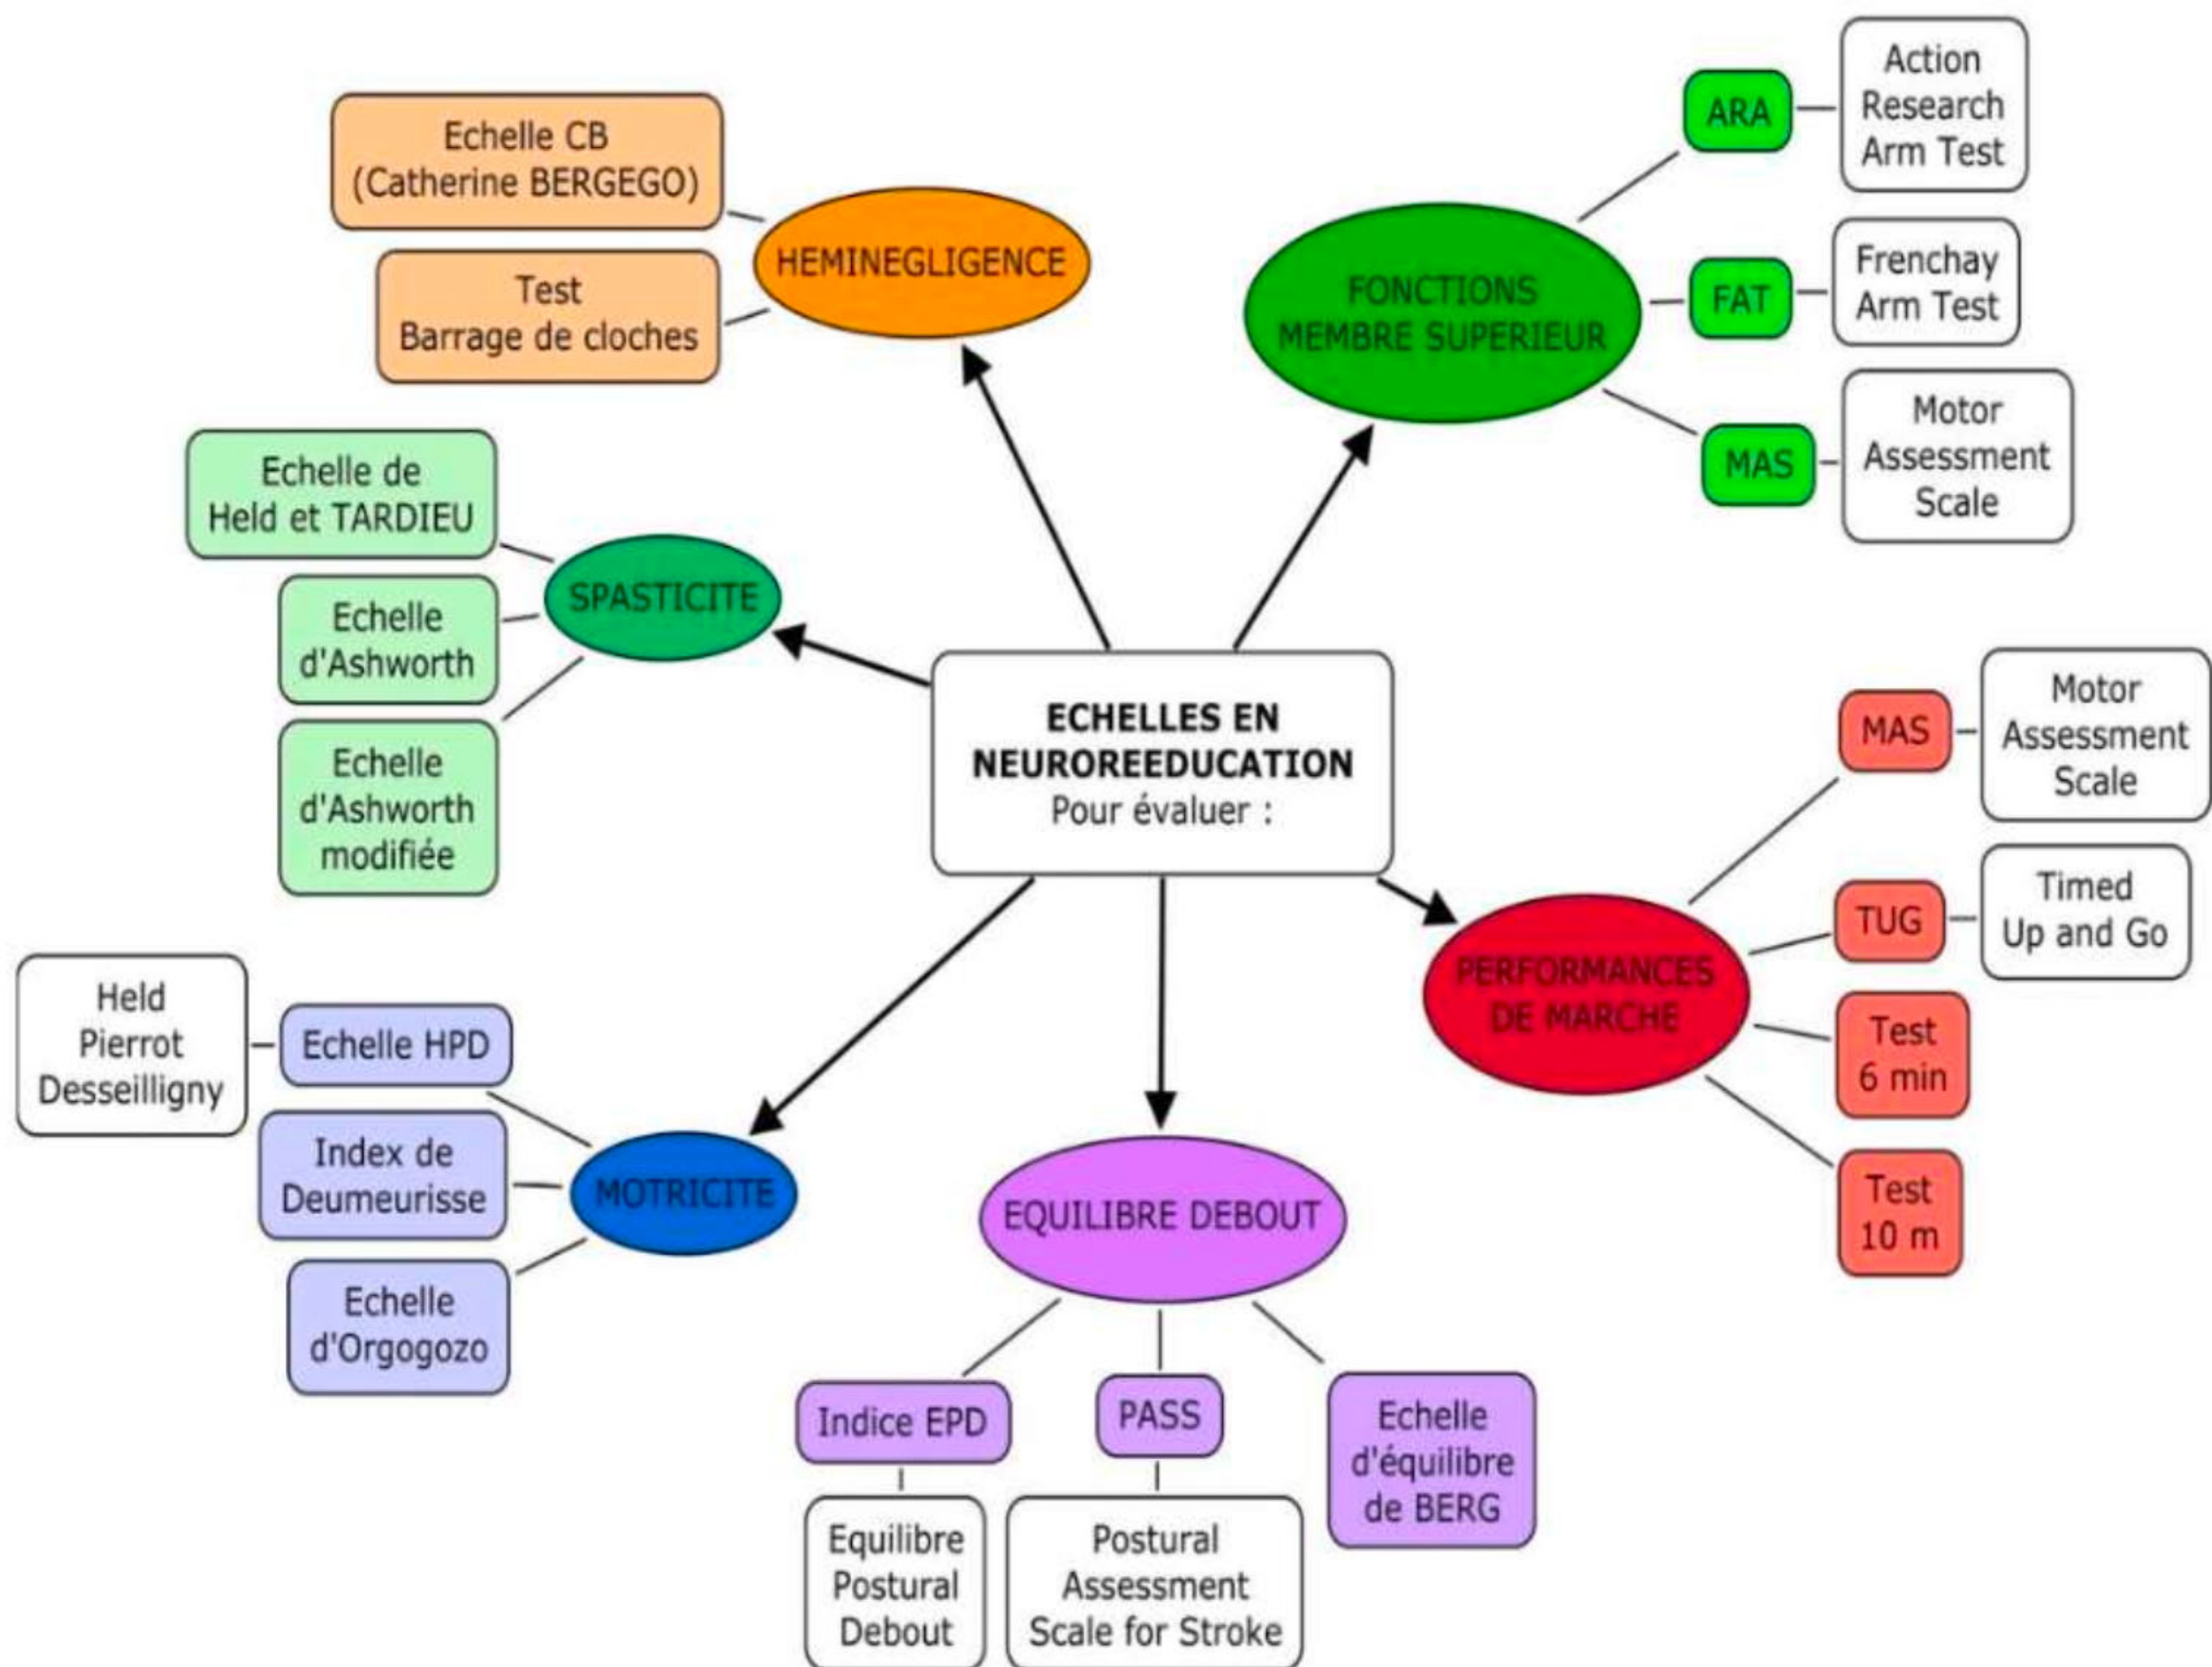 ECHELLES EN
NEUROREEDUCATION
Pour évaluer :
HEMINEGLIGENCE
Echelle CB
(Catherine BERGEGO)
Test
Barrage de cloches
FONCTIONS
MEMBRE SUPERIEUR
ARA
Action
Research
Arm Test
FAT
Frenchay
Arm Test
MAS
Motor
Assessment
Scale
SPASTICITE
Echelle de
Held et TARDIEU
Echelle
d'Ashworth
Echelle
d'Ashworth
modifiée
PERFORMANCES
DE MARCHE
MAS
Motor
Assessment
Scale
TUG
Timed
Up and Go
Test
6 min
Test
10 m
MOTRICITE
Echelle HPD
Held
Pierrot
Desseilligny
Index de
Deumeurisse
Echelle
d'Orgogozo
EQUILIBRE DEBOUT
Indice EPD
Equilibre
Postural
Debout
PASS
Postural
Assessment
Scale for Stroke
Echelle
d'équilibre
de BERG